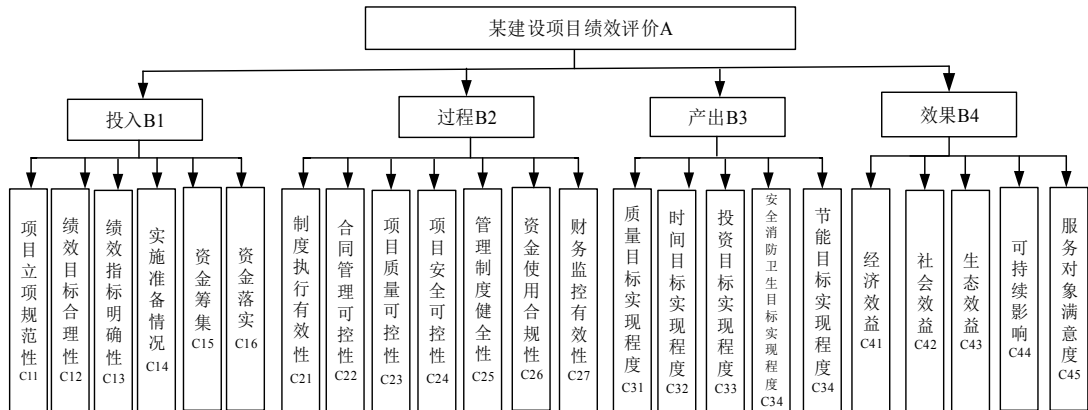 某建设项目绩效评价A
投入B1
过程B2
产出B3
效果B4
项目立项规范性C11
绩效目标合理性C12
绩效指标明确性C13
实施准备情况C14
资金筹集C15
资金落实C16
制度执行有效性C21
合同管理可控性C22
项目质量可控性C23
项目安全可控性C24
管理制度健全性C25
资金使用合规性C26
财务监控有效性C27
质量目标实现程度C31
时间目标实现程度C32
投资目标实现程度C33
安全消防卫生目标实现程度C34
节能目标实现程度C34
经济效益C41
社会效益C42
生态效益C43
可持续影响C44
服务对象满意度C45